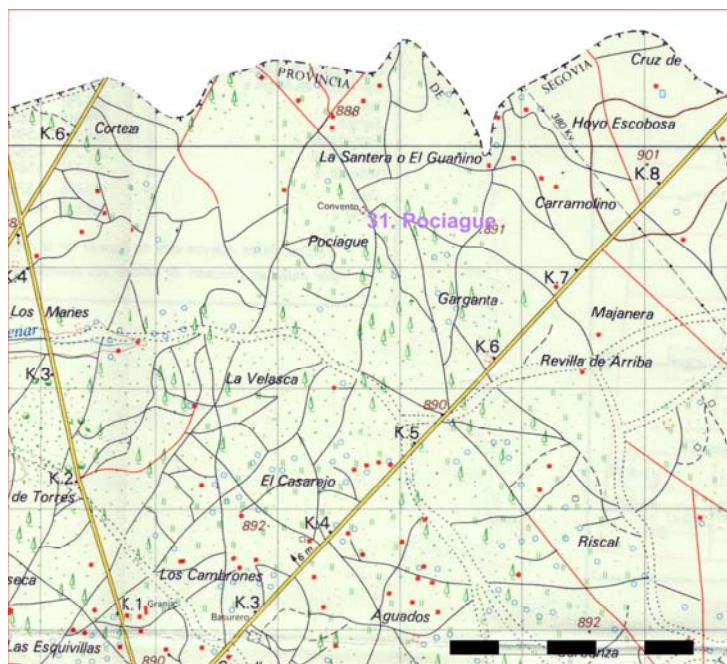 PROVINCIA
DE
SEGOVIA
Cruz de
K.6
Corteza
888
380 Kv.
Hoyo Escobosa
La Santera o El Guañino
901
K.8
Convento
31. Pociague
Carramolino
891
Pociague
K.4
K.7
Garganta
Los Manes
Majanera
enar
K.6
Revilla de Arriba
K.3
La Velasca
890
K.5
K.2
El Casarejo
de Torres
892
K.4
6 m
Riscal
seca
Los Cambrones
K.1
Granja
K.3
Basurero
Aguados
892
Las Esquivillas
890